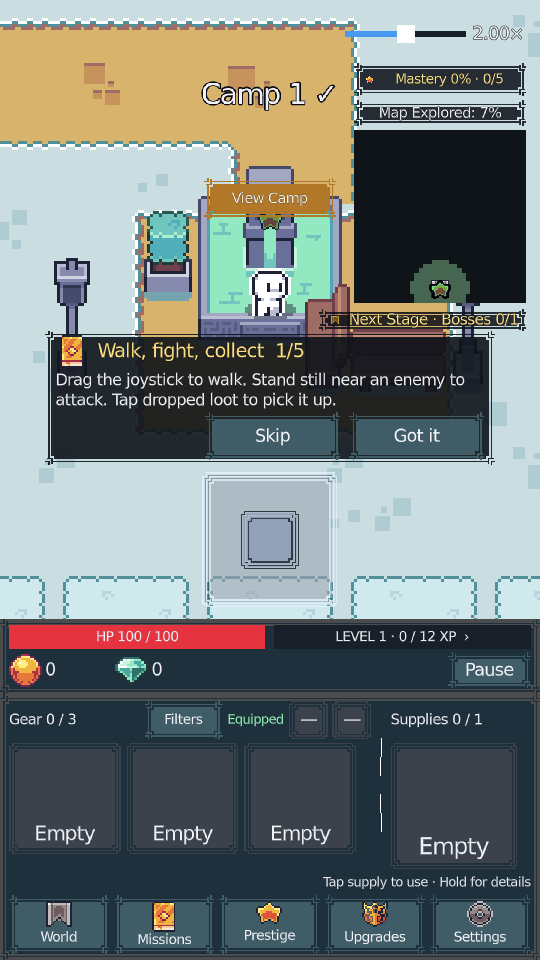 2.00×
Mastery 0% · 0/5
Camp 1 ✓
Map Explored: 7%
View Camp
Next Stage · Bosses 0/1
Walk, fight, collect 1/5
Drag the joystick to walk. Stand still near an enemy to
attack. Tap dropped loot to pick it up.
Skip
Got it
HP 100 / 100
LEVEL 1 · 0 / 12 XP ›
0
0
Pause
Gear 0 / 3
Filters
Equipped
—
—
Supplies 0 / 1
Empty
Empty
Empty
Empty
Tap supply to use · Hold for details
World
Missions
Prestige
Upgrades
Settings